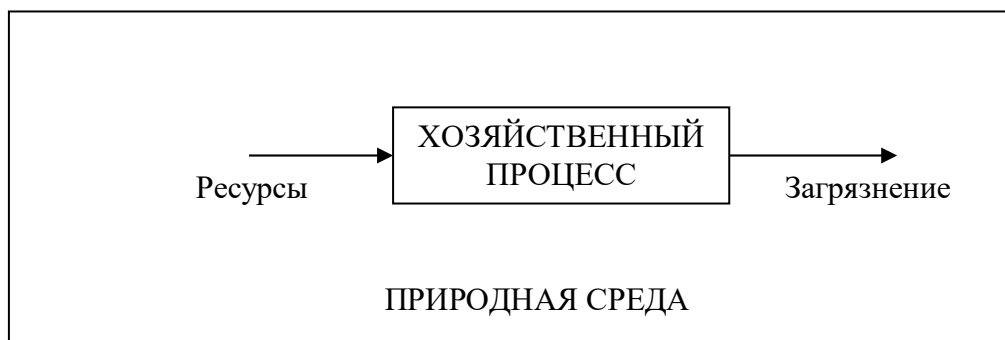 ХОЗЯЙСТВЕННЫЙ
ПРОЦЕСС
Ресурсы
Загрязнение
ПРИРОДНАЯ СРЕДА